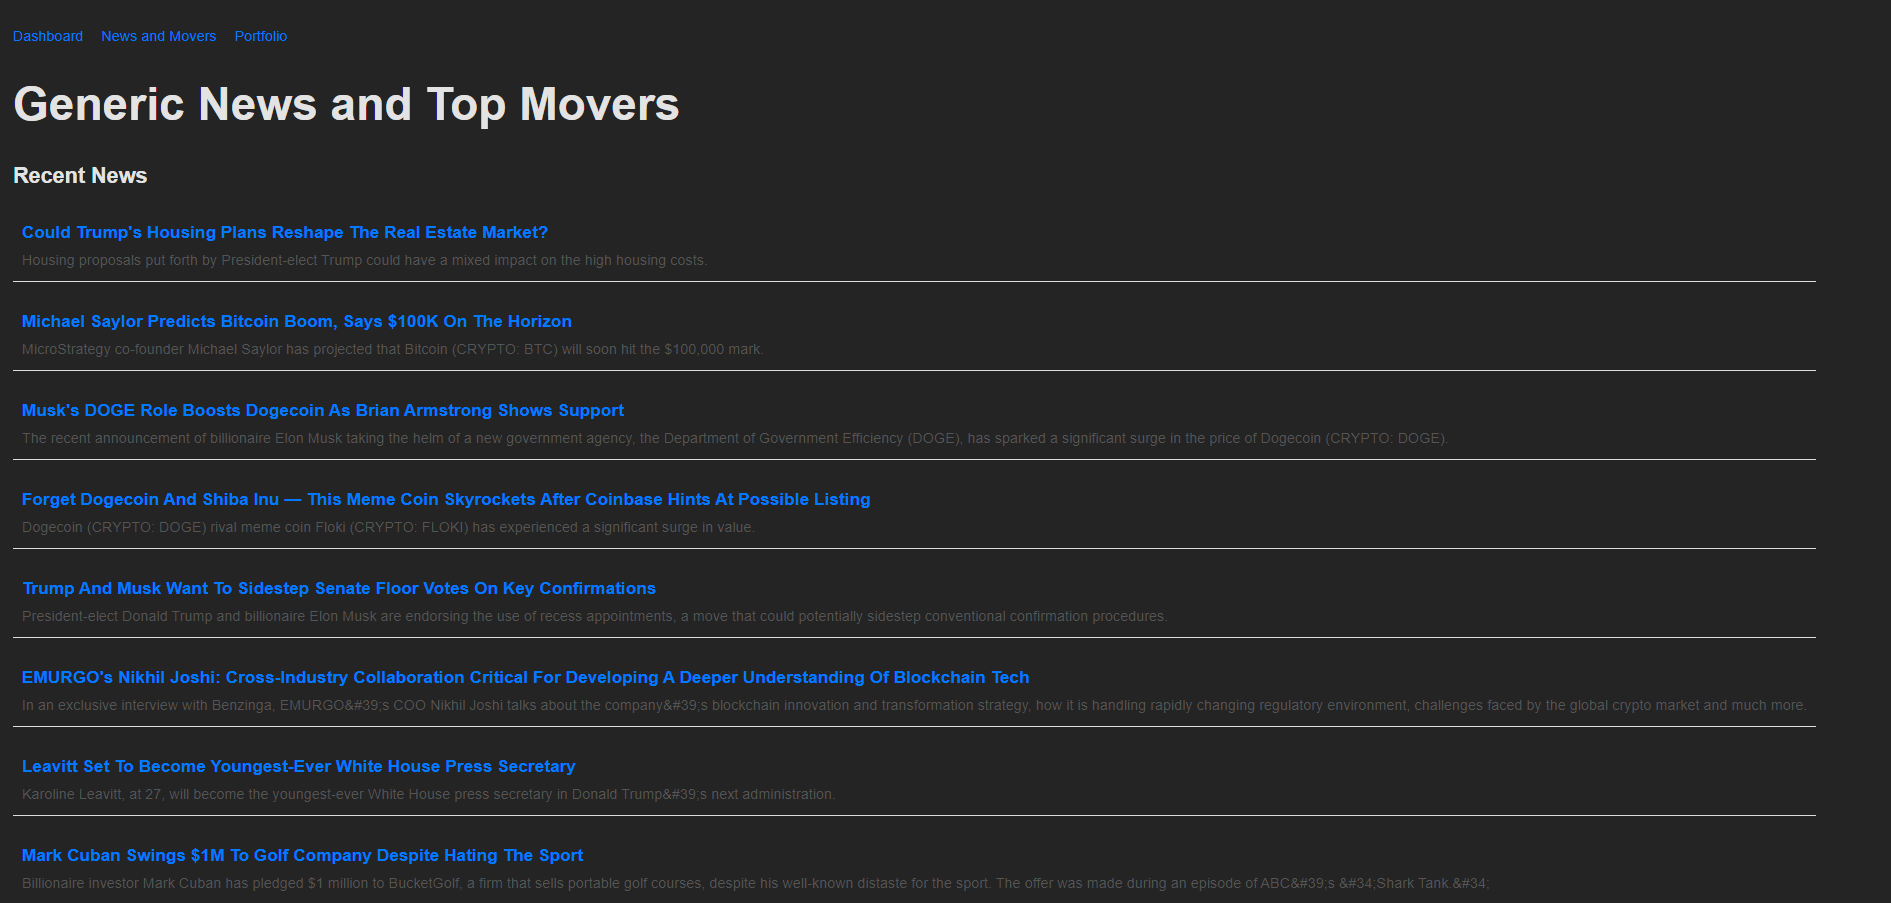 Dashboard News and Movers Portfolio
Generic News and Top Movers
Recent News
Could Trump's Housing Plans Reshape The Real Estate Market?
Housing proposals put forth by President-elect Trump could have a mixed impact on the high housing costs.
Michael Saylor Predicts Bitcoin Boom, Says $100K On The Horizon
MicroStrategy co-founder Michael Saylor has projected that Bitcoin (CRYPTO: BTC) will soon hit the $100,000 mark.
Musk's DOGE Role Boosts Dogecoin As Brian Armstrong Shows Support
The recent announcement of billionaire Elon Musk taking the helm of a new government agency, the Department of Government Efficiency (DOGE), has sparked a significant surge in the price of Dogecoin (CRYPTO: DOGE).
Forget Dogecoin And Shiba Inu — This Meme Coin Skyrockets After Coinbase Hints At Possible Listing
Dogecoin (CRYPTO: DOGE) rival meme coin Floki (CRYPTO: FLOKI) has experienced a significant surge in value.
Trump And Musk Want To Sidestep Senate Floor Votes On Key Confirmations
President-elect Donald Trump and billionaire Elon Musk are endorsing the use of recess appointments, a move that could potentially sidestep conventional confirmation procedures.
EMURGO's Nikhil Joshi: Cross-Industry Collaboration Critical For Developing A Deeper Understanding Of Blockchain Tech
In an exclusive interview with Benzinga, EMURGO&#39;s COO Nikhil Joshi talks about the company&#39;s blockchain innovation and transformation strategy, how it is handling rapidly changing regulatory environment, challenges faced by the global crypto market and much more.
Leavitt Set To Become Youngest-Ever White House Press Secretary
Karoline Leavitt, at 27, will become the youngest-ever White House press secretary in Donald Trump&#39;s next administration.
Mark Cuban Swings $1M To Golf Company Despite Hating The Sport
Billionaire investor Mark Cuban has pledged $1 million to BucketGolf, a firm that sells portable golf courses, despite his well-known distaste for the sport. The offer was made during an episode of ABC&#39;s &#34;Shark Tank.&#34;